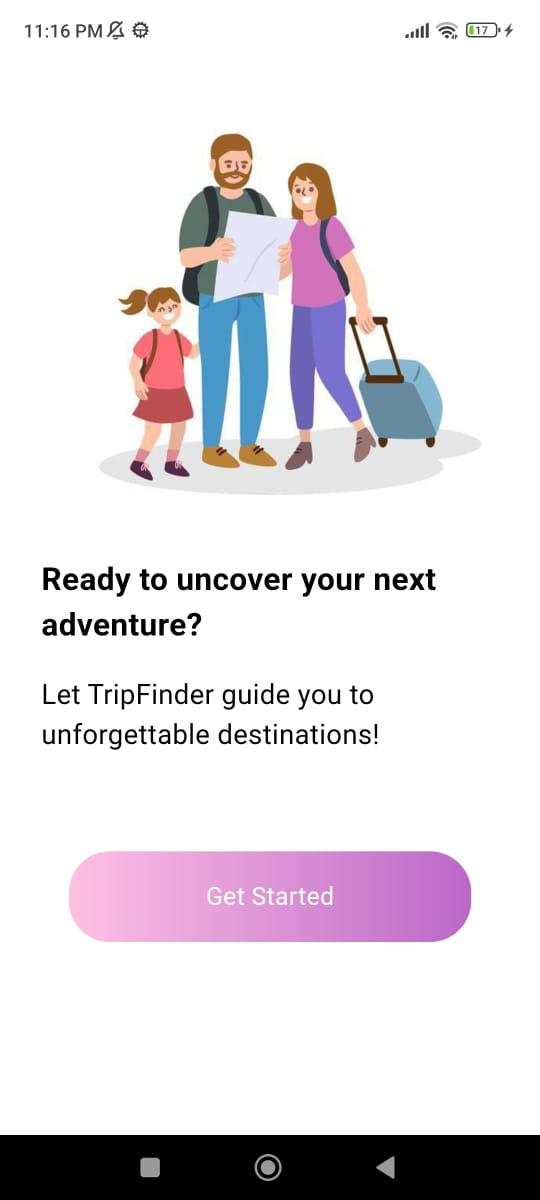 11:16 PM
17
Ready to uncover your next
adventure?
Let TripFinder guide you to
unforgettable destinations!
Get Started